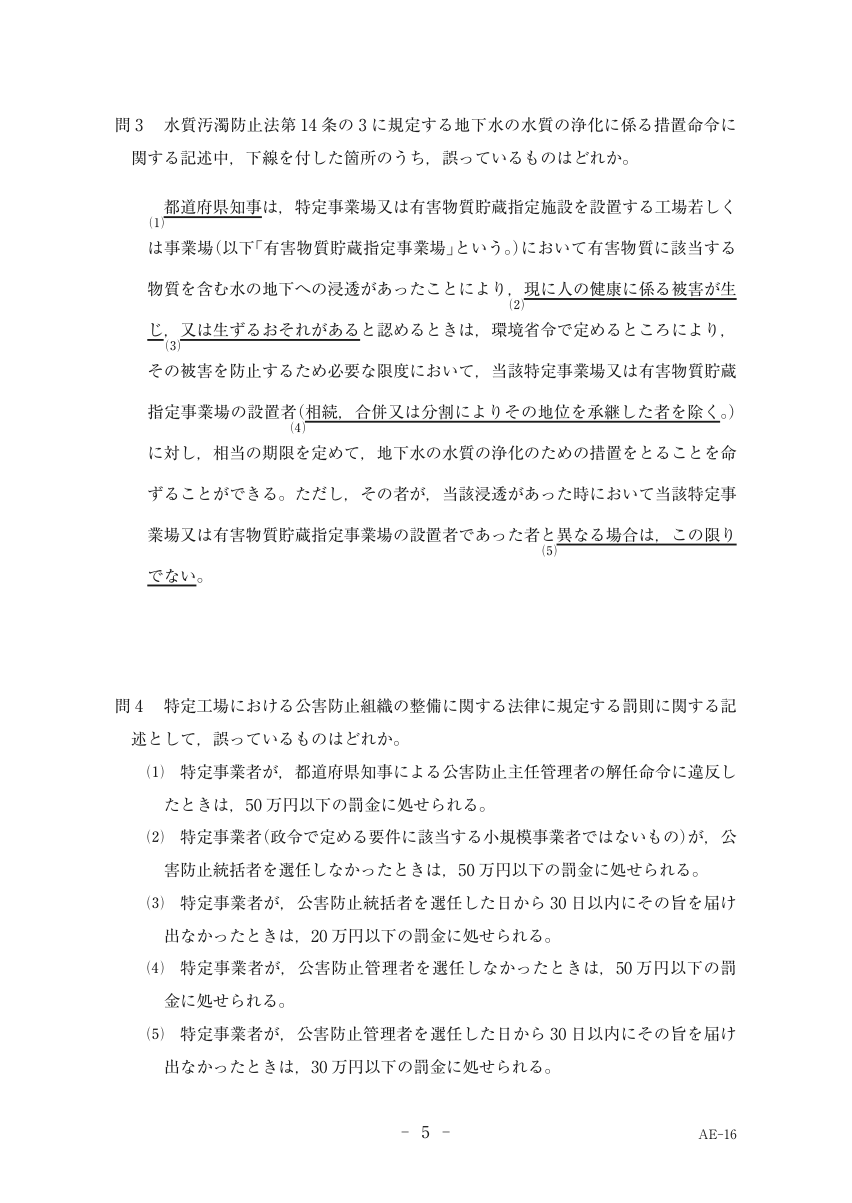 問3　水質汚濁防止法第14条の3に規定する地下水の水質の浄化に係る措置命令に
関する記述中，下線を付した箇所のうち，誤っているものはどれか。
都道府県知事は，特定事業場又は有害物質貯蔵指定施設を設置する工場若しく
(1)
は事業場(以下「有害物質貯蔵指定事業場」という。)において有害物質に該当する
物質を含む水の地下への浸透があったことにより，現に人の健康に係る被害が生
(2)
じ，又は生ずるおそれがあると認めるときは，環境省令で定めるところにより，
(3)
その被害を防止するため必要な限度において，当該特定事業場又は有害物質貯蔵
指定事業場の設置者(相続，合併又は分割によりその地位を承継した者を除く。)
(4)
に対し，相当の期限を定めて，地下水の水質の浄化のための措置をとることを命
ずることができる。ただし，その者が，当該浸透があった時において当該特定事
業場又は有害物質貯蔵指定事業場の設置者であった者と異なる場合は，この限り
(5)
でない。
問4　特定工場における公害防止組織の整備に関する法律に規定する罰則に関する記
述として，誤っているものはどれか。
(1)　特定事業者が，都道府県知事による公害防止主任管理者の解任命令に違反し
たときは，50万円以下の罰金に処せられる。
(2)　特定事業者(政令で定める要件に該当する小規模事業者ではないもの)が，公
害防止統括者を選任しなかったときは，50万円以下の罰金に処せられる。
(3)　特定事業者が，公害防止統括者を選任した日から30日以内にその旨を届け
出なかったときは，20万円以下の罰金に処せられる。
(4)　特定事業者が，公害防止管理者を選任しなかったときは，50万円以下の罰
金に処せられる。
(5)　特定事業者が，公害防止管理者を選任した日から30日以内にその旨を届け
出なかったときは，30万円以下の罰金に処せられる。
－ 5 －
AE−16